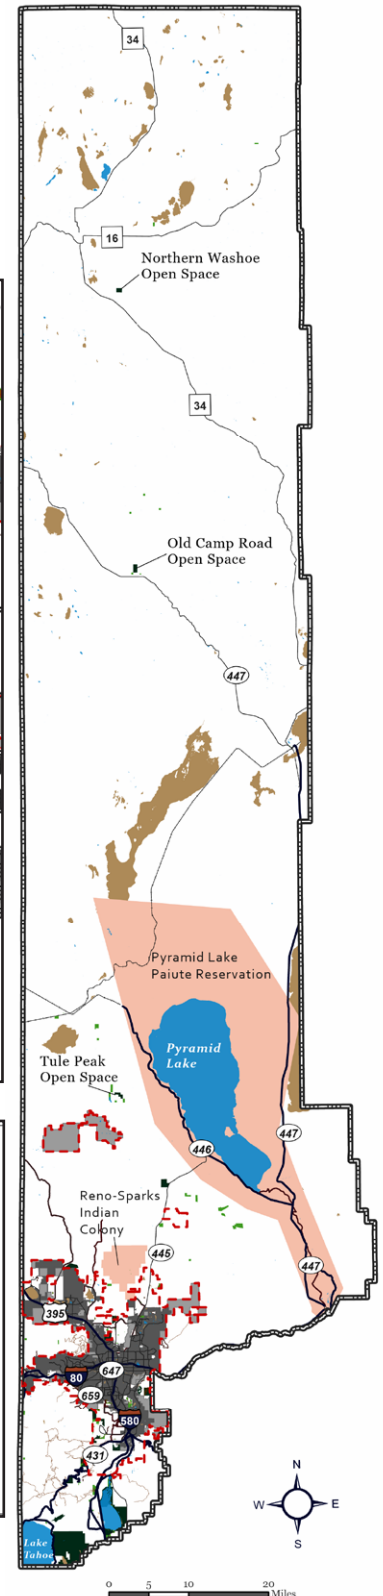 34
16
Northern Washoe
Open Space
34
Old Camp Road
Open Space
447
Pyramid Lake
Paiute Reservation
Pyramid
Lake
Tule Peak
Open Space
447
446
Reno-Sparks
Indian
Colony
445
447
395
647
80
659
580
431
N
W
E
S
Lake
Tahoe
0 5 10 20
Miles